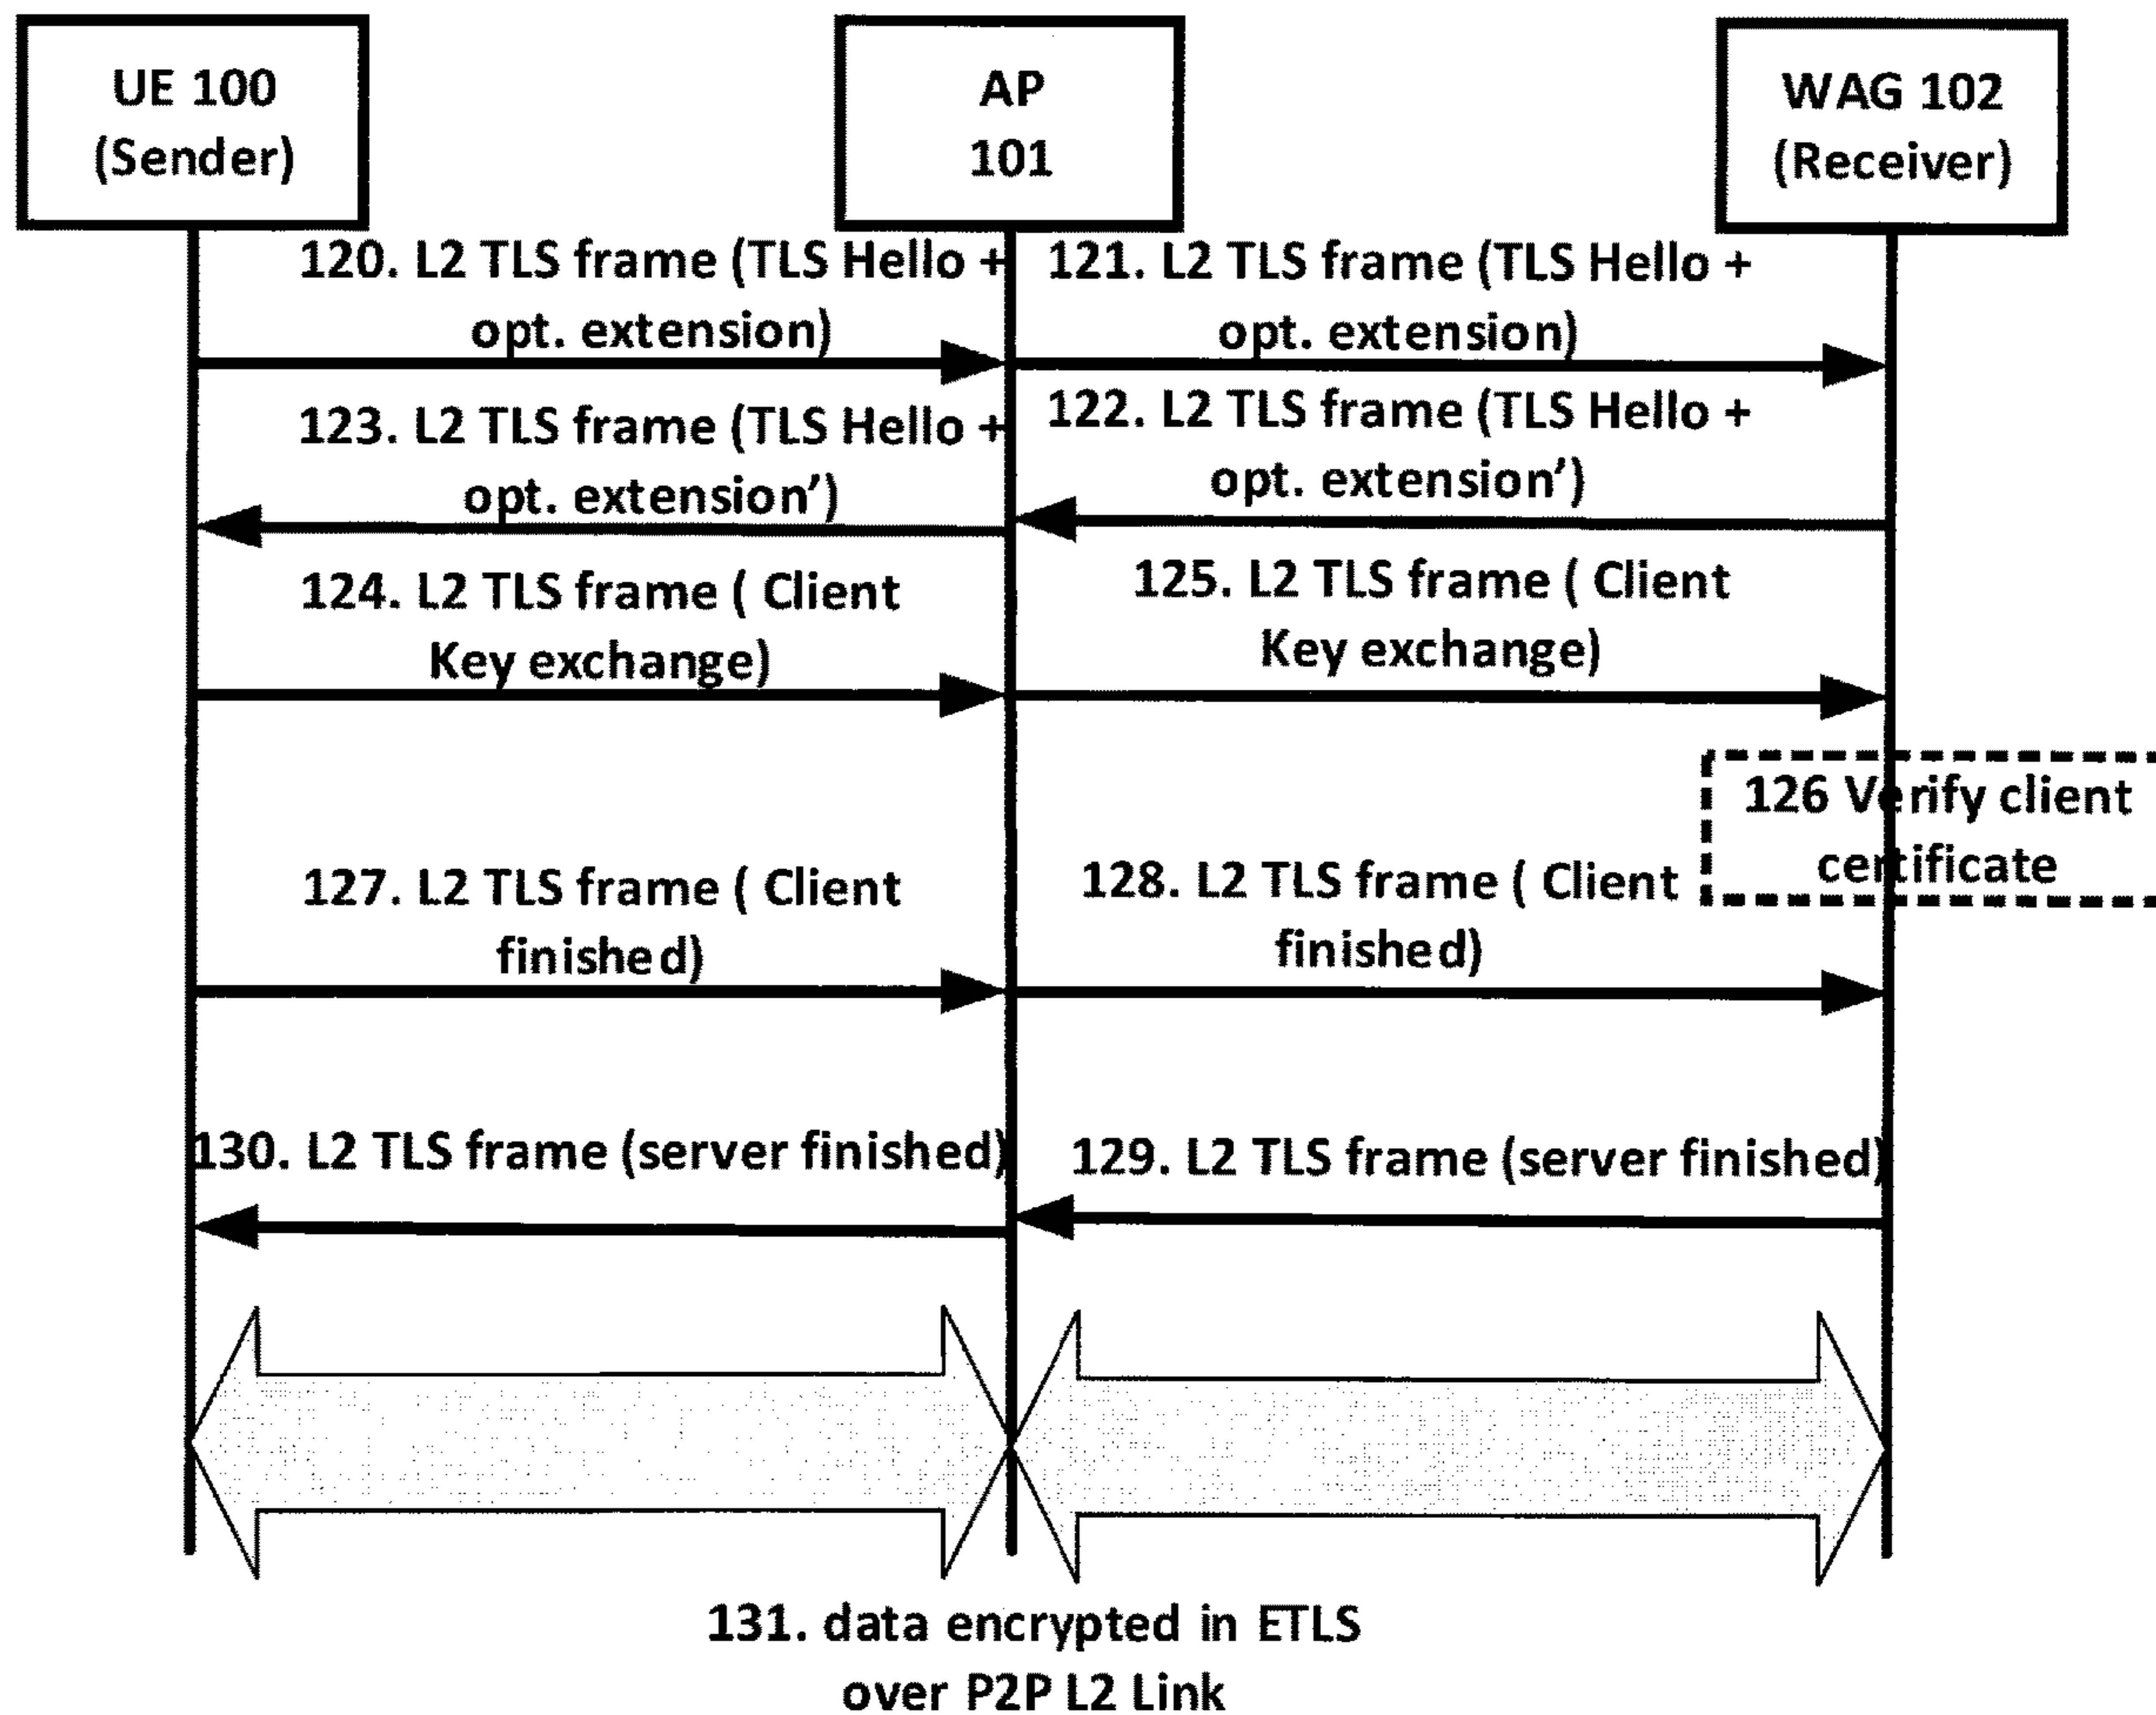 UE 100
(Sender)
AP
101
WAG 102
(Receiver)
120. L2 TLS frame (TLS Hello +
opt. extension)
121. L2 TLS frame (TLS Hello +
opt. extension)
123. L2 TLS frame (TLS Hello +
opt. extension’)
122. L2 TLS frame (TLS Hello +
opt. extension’)
124. L2 TLS frame ( Client
Key exchange)
125. L2 TLS frame ( Client
Key exchange)
126 Verify client
certificate
127. L2 TLS frame ( Client
finished)
128. L2 TLS frame ( Client
finished)
130. L2 TLS frame (server finished)
129. L2 TLS frame (server finished)
131. data encrypted in ETLS
over P2P L2 Link